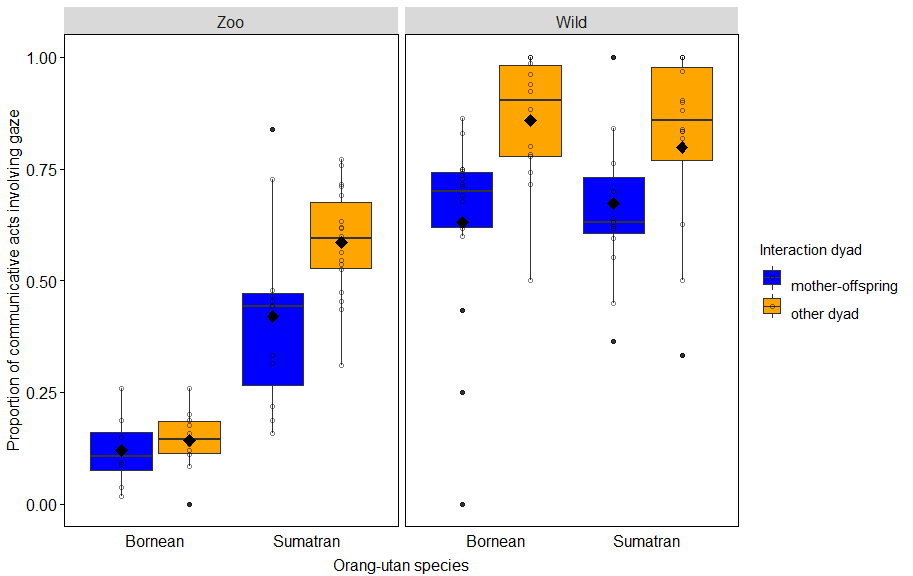 Zoo
Wild
Proportion of communicative acts involving gaze
1.00
0.75
0.50
0.25
0.00
Bornean
Sumatran
Bornean
Sumatran
Orang-utan species
Interaction dyad
mother-offspring
other dyad